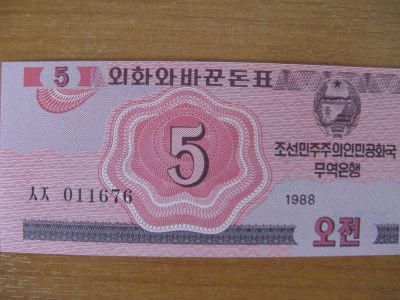 5 외화와바꾼돈표
5
조선민주주의인민공화국
무역은행
ㅅㅈ 011676
1988
오전